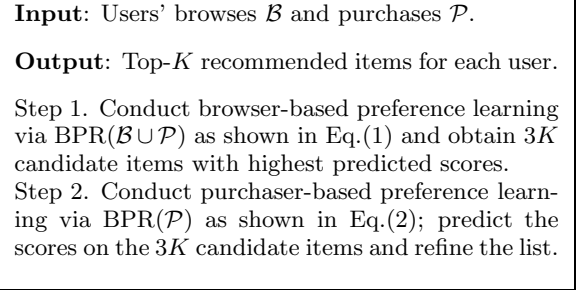 Input: Users' browses ℬ and purchases 𝒫.
Output: Top-K recommended items for each user.
Step 1. Conduct browser-based preference learning
via BPR(ℬ ∪ 𝒫) as shown in Eq.(1) and obtain 3K
candidate items with highest predicted scores.
Step 2. Conduct purchaser-based preference learn-
ing via BPR(𝒫) as shown in Eq.(2); predict the
scores on the 3K candidate items and refine the list.